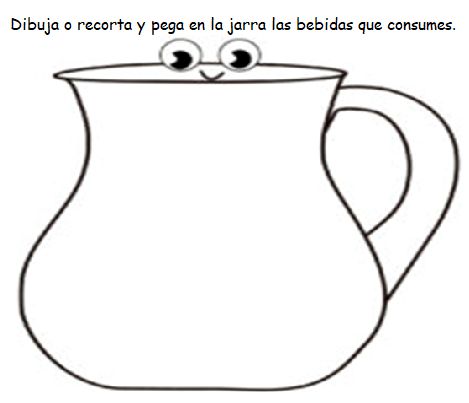 Dibuja o recorta y pega en la jarra las bebidas que consumes.